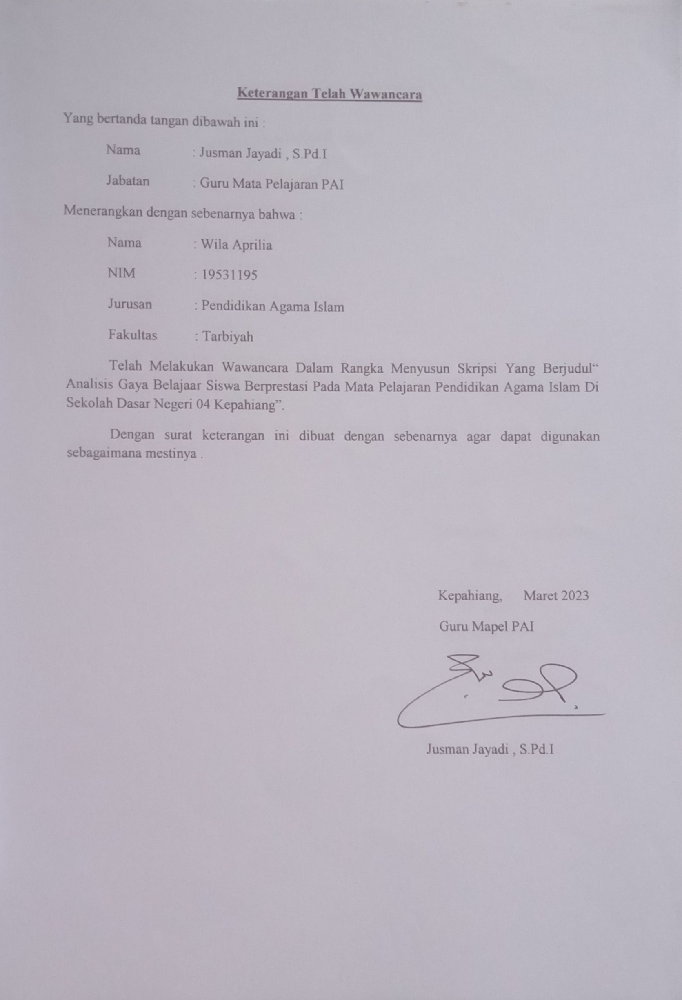 Keterangan Telah Wawancara
Yang bertanda tangan dibawah ini :
Nama : Jusman Jayadi , S.Pd.I
Jabatan : Guru Mata Pelajaran PAI
Menerangkan dengan sebenarnya bahwa :
Nama : Wila Aprilia
NIM : 19531195
Jurusan : Pendidikan Agama Islam
Fakultas : Tarbiyah
Telah Melakukan Wawancara Dalam Rangka Menyusun Skripsi Yang Berjudul“
Analisis Gaya Belajaar Siswa Berprestasi Pada Mata Pelajaran Pendidikan Agama Islam Di
Sekolah Dasar Negeri 04 Kepahiang”.
Dengan surat keterangan ini dibuat dengan sebenarnya agar dapat digunakan
sebagaimana mestinya .
Kepahiang, Maret 2023
Guru Mapel PAI
Jusman Jayadi , S.Pd.I